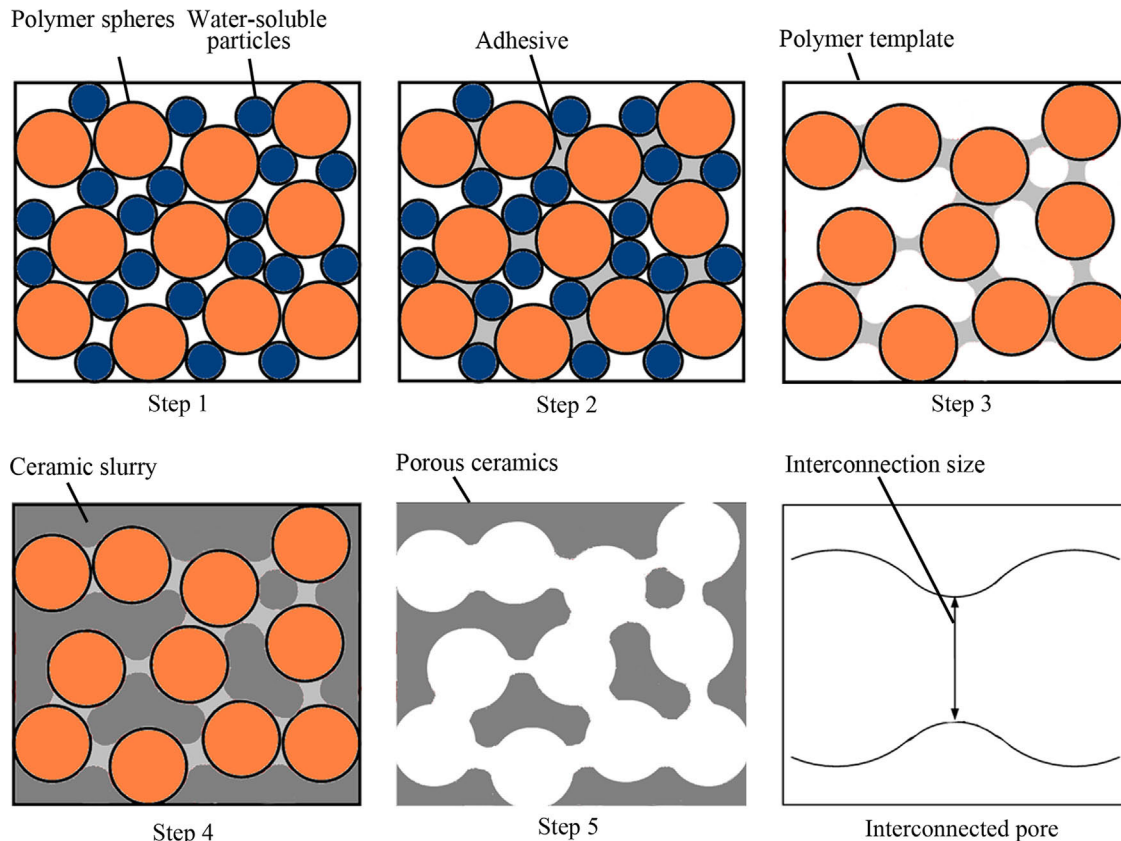 Polymer spheres
Water-soluble
particles
Adhesive
Polymer template
Step 1
Step 2
Step 3
Ceramic slurry
Porous ceramics
Interconnection size
Step 4
Step 5
Interconnected pore